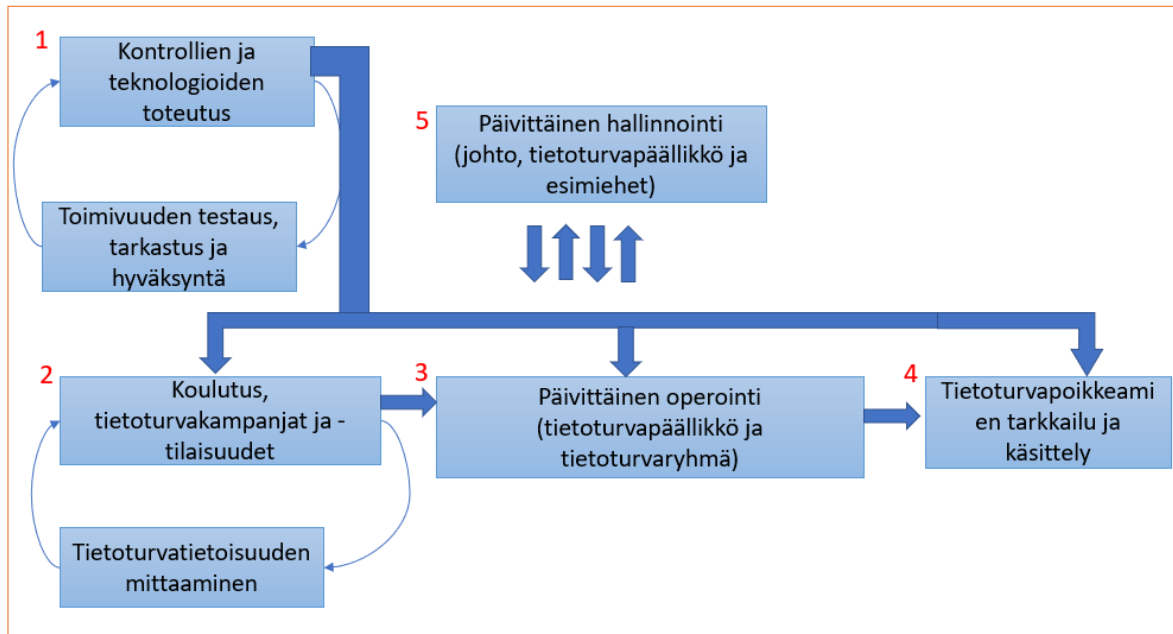 1
Kontrollien ja
teknologioiden
toteutus
Toimivuuden testaus,
tarkastus ja
hyväksyntä
5
Päivittäinen hallinnointi
(johto, tietoturvapäällikkö ja
esimiehet)
2
Koulutus,
tietoturvakampanjat ja -
tilaisuudet
Tietoturvatietoisuuden
mittaaminen
3
Päivittäinen operointi
(tietoturvapäällikkö ja
tietoturvaryhmä)
4
Tietoturvapoikkeami
en tarkkailu ja
käsittely